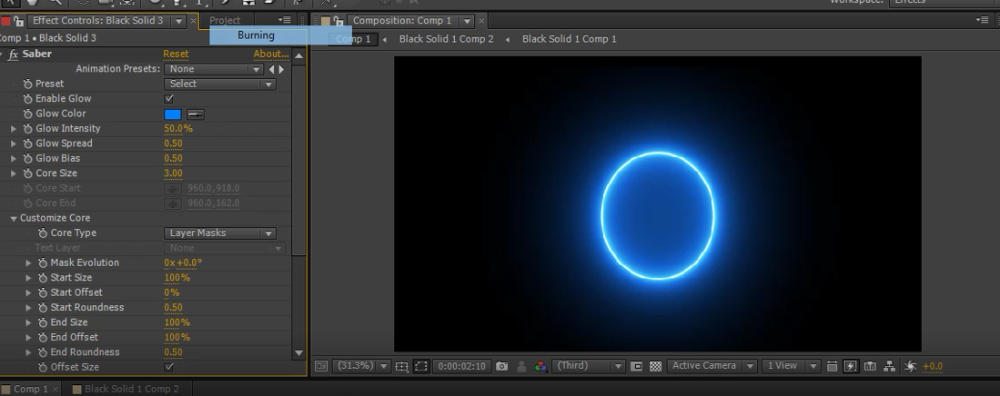 Workspace: Effects
Effect Controls: Black Solid 3
Project
Composition: Comp 1
Burning
Comp 1 • Black Solid 3
Comp 1
Black Solid 1 Comp 2
Black Solid 1 Comp 1
fx Saber
Reset
About...
Animation Presets: None
Preset Select
Enable Glow
Glow Color
Glow Intensity 50.0%
Glow Spread 0.50
Glow Bias 0.50
Core Size 3.00
Core Start 960.0,918.0
Core End 960.0,162.0
Customize Core
Core Type Layer Masks
Text Layer None
Mask Evolution 0x+0.0°
Start Size 100%
Start Offset 0%
Start Roundness 0.50
End Size 100%
End Offset 100%
End Roundness 0.50
Offset Size
(31.3%) 0:00:02:10 (Third) Active Camera 1 View +0.0
Comp 1 Black Solid 1 Comp 2